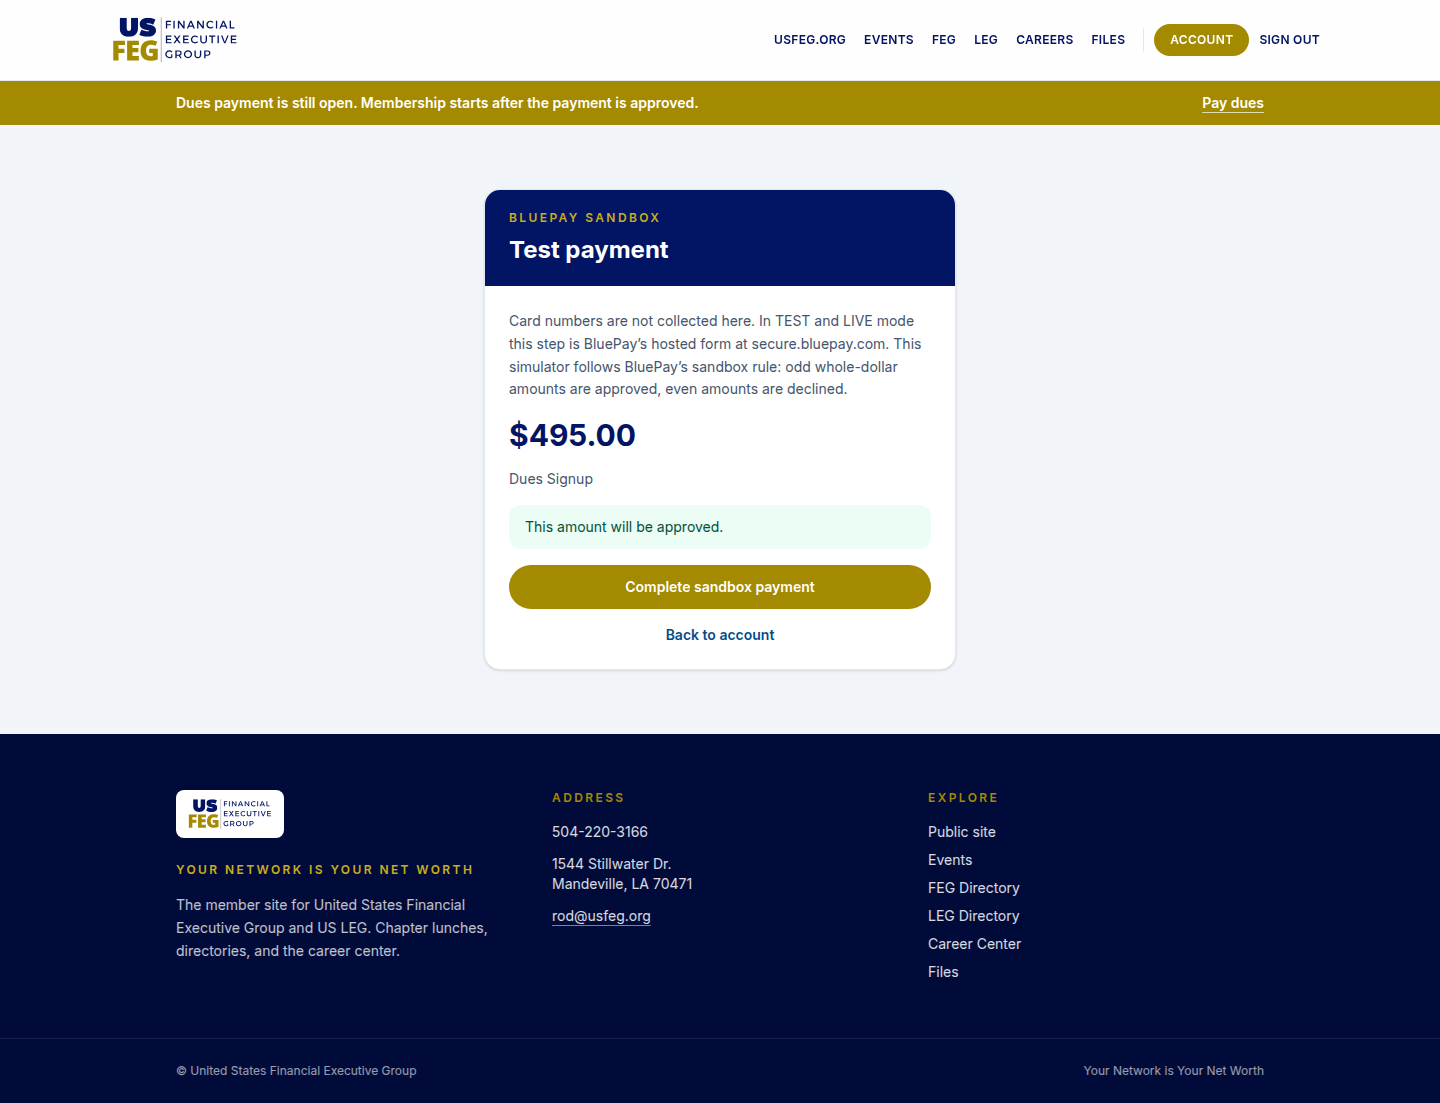 US FINANCIAL
FEG EXECUTIVE
GROUP
USFEG.ORG EVENTS FEG LEG CAREERS FILES ACCOUNT SIGN OUT
Dues payment is still open. Membership starts after the payment is approved. Pay dues
BLUEPAY SANDBOX
Test payment
Card numbers are not collected here. In TEST and LIVE mode
this step is BluePay’s hosted form at secure.bluepay.com. This
simulator follows BluePay’s sandbox rule: odd whole-dollar
amounts are approved, even amounts are declined.
$495.00
Dues Signup
This amount will be approved.
Complete sandbox payment
Back to account
US FINANCIAL
FEG EXECUTIVE
GROUP
YOUR NETWORK IS YOUR NET WORTH
The member site for United States Financial
Executive Group and US LEG. Chapter lunches,
directories, and the career center.
ADDRESS
504-220-3166
1544 Stillwater Dr.
Mandeville, LA 70471
rod@usfeg.org
EXPLORE
Public site
Events
FEG Directory
LEG Directory
Career Center
Files
© United States Financial Executive Group
Your Network is Your Net Worth